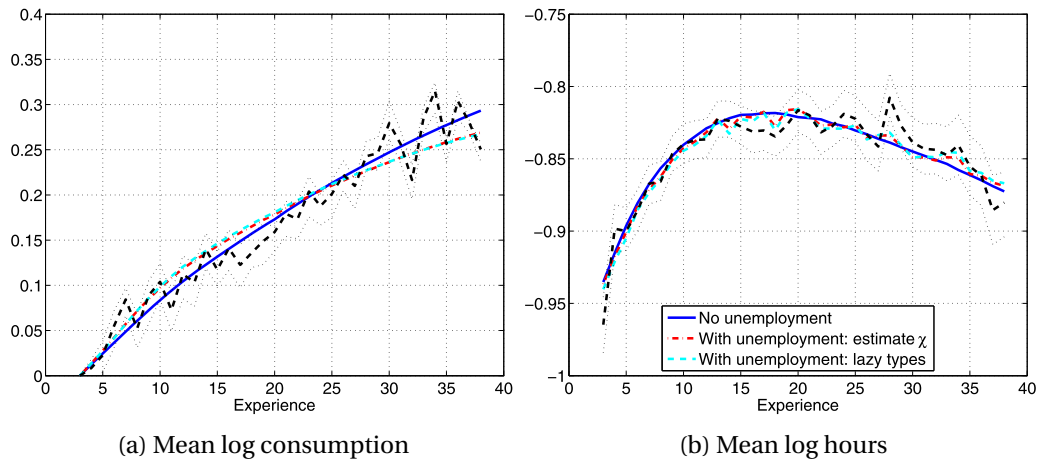 0.4
0.35
0.3
0.25
0.2
0.15
0.1
0.05
0
0 5 10 15 20 25 30 35 40
Experience
(a) Mean log consumption
−0.75
−0.8
−0.85
−0.9
−0.95
−1
No unemployment
With unemployment: estimate χ
With unemployment: lazy types
0 5 10 15 20 25 30 35 40
Experience
(b) Mean log hours